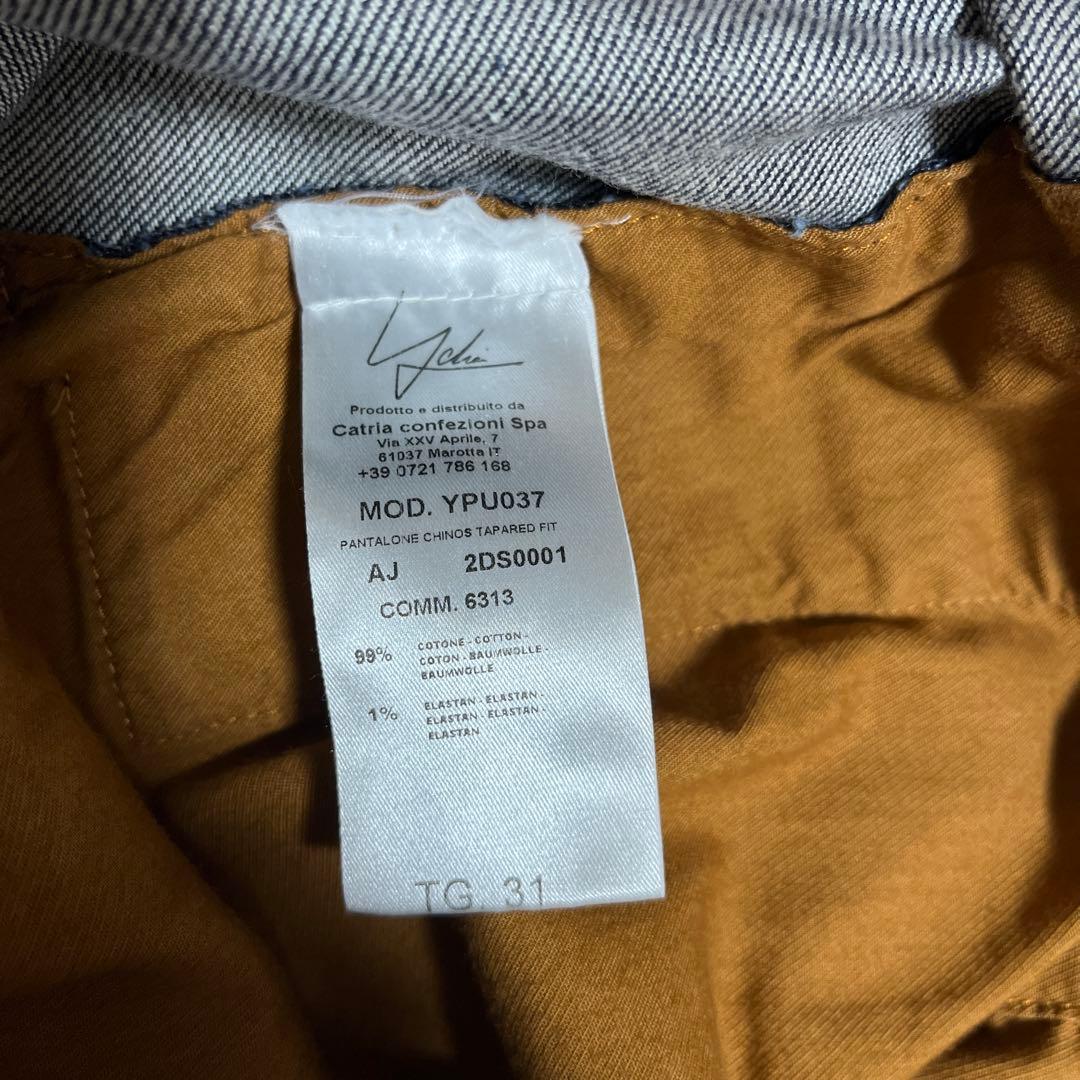 Prodotto e distribuito da
Catria confezioni Spa
Via XXV Aprile, 7
61037 Marotta IT
+39 0721 786 168
MOD. YPU037
PANTALONE CHINOS TAPARED FIT
AJ 2DS0001
COMM. 6313
99% COTONE - COTTON -
COTON - BAUMWOLLE -
BAUMWOLLE
1% ELASTAN - ELASTAN -
ELASTAN - ELASTAN -
ELASTAN
TG. 31